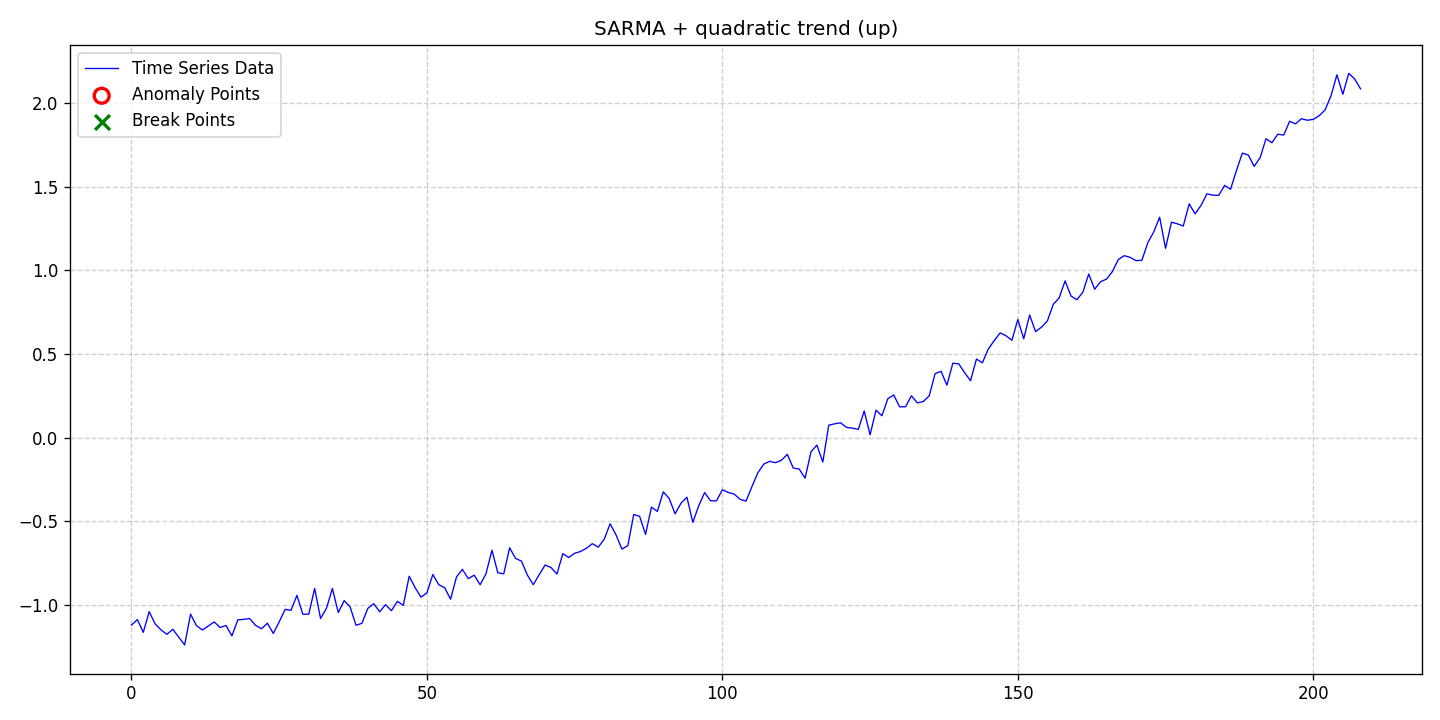 SARMA + quadratic trend (up)
Time Series Data
Anomaly Points
Break Points
2.0
1.5
1.0
0.5
0.0
−0.5
−1.0
0 50 100 150 200